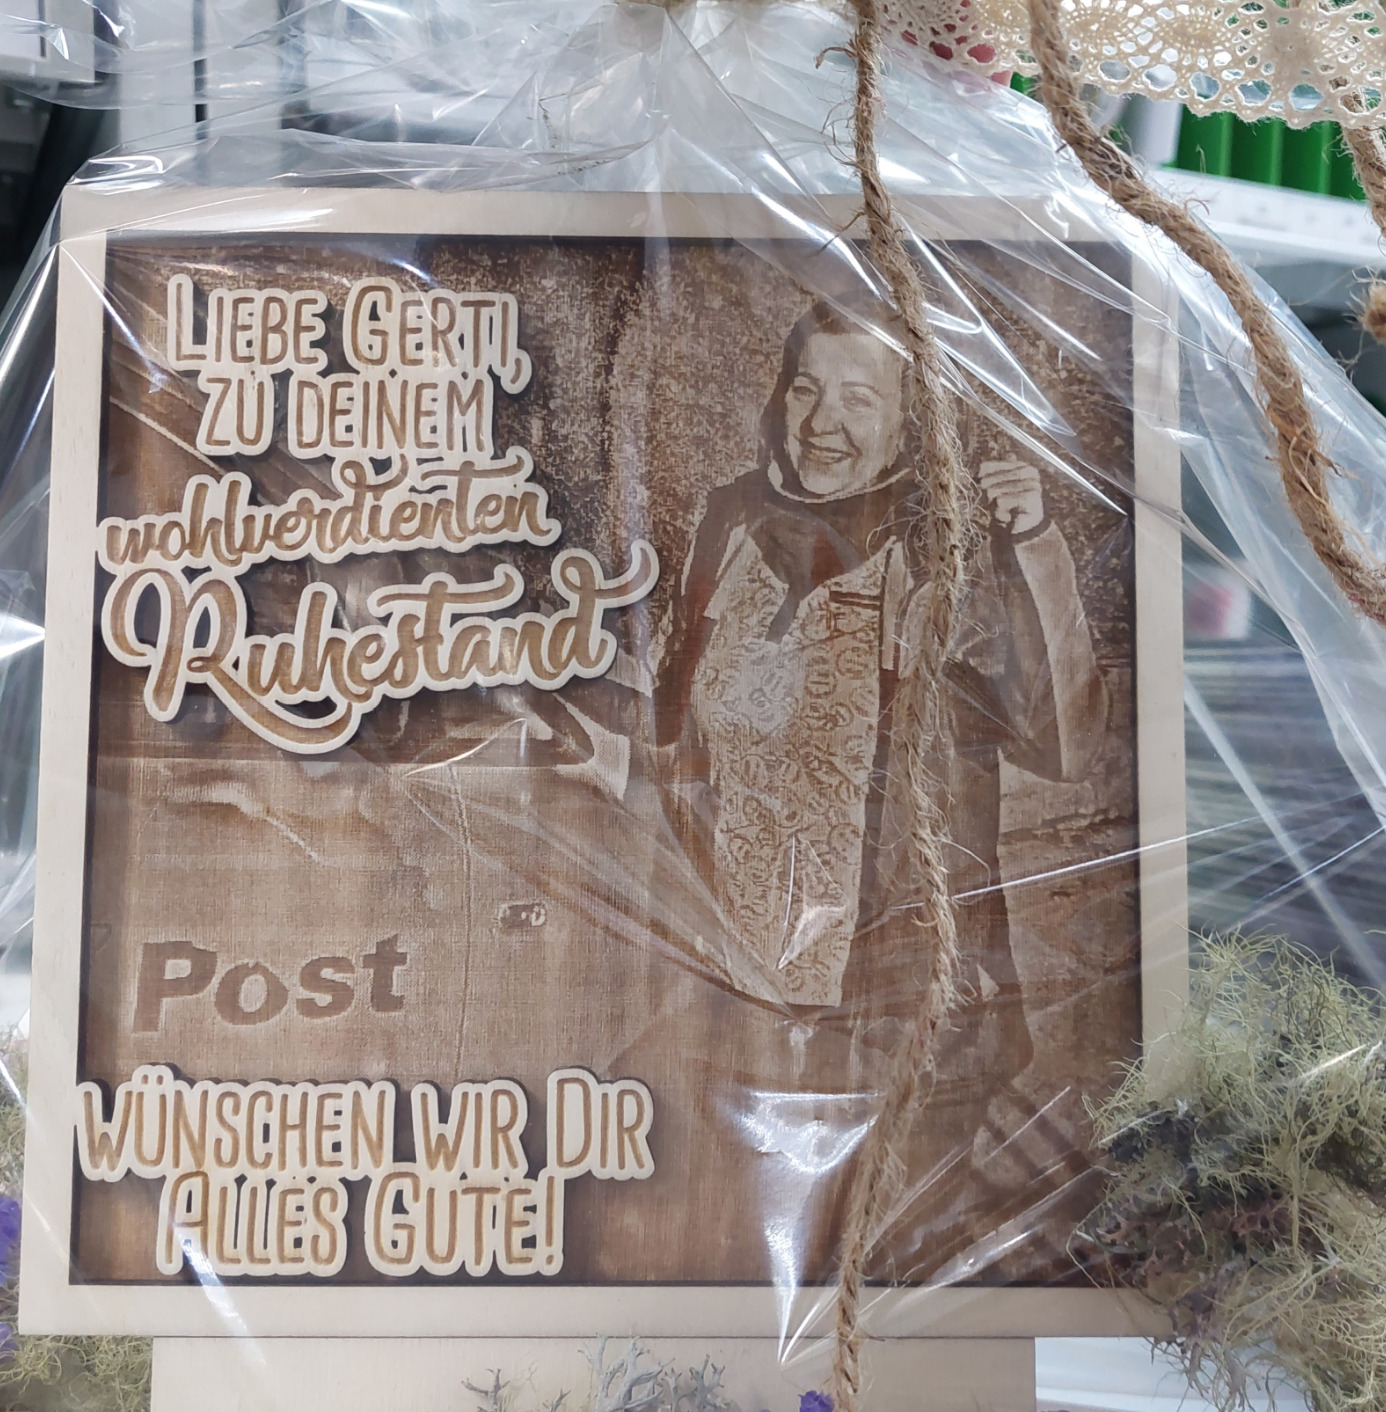 LIEBE GERTI,
ZU DEINEM
wohlverdienten
Ruhestand
Post
WÜNSCHEN WIR DIR
ALLES GUTE!